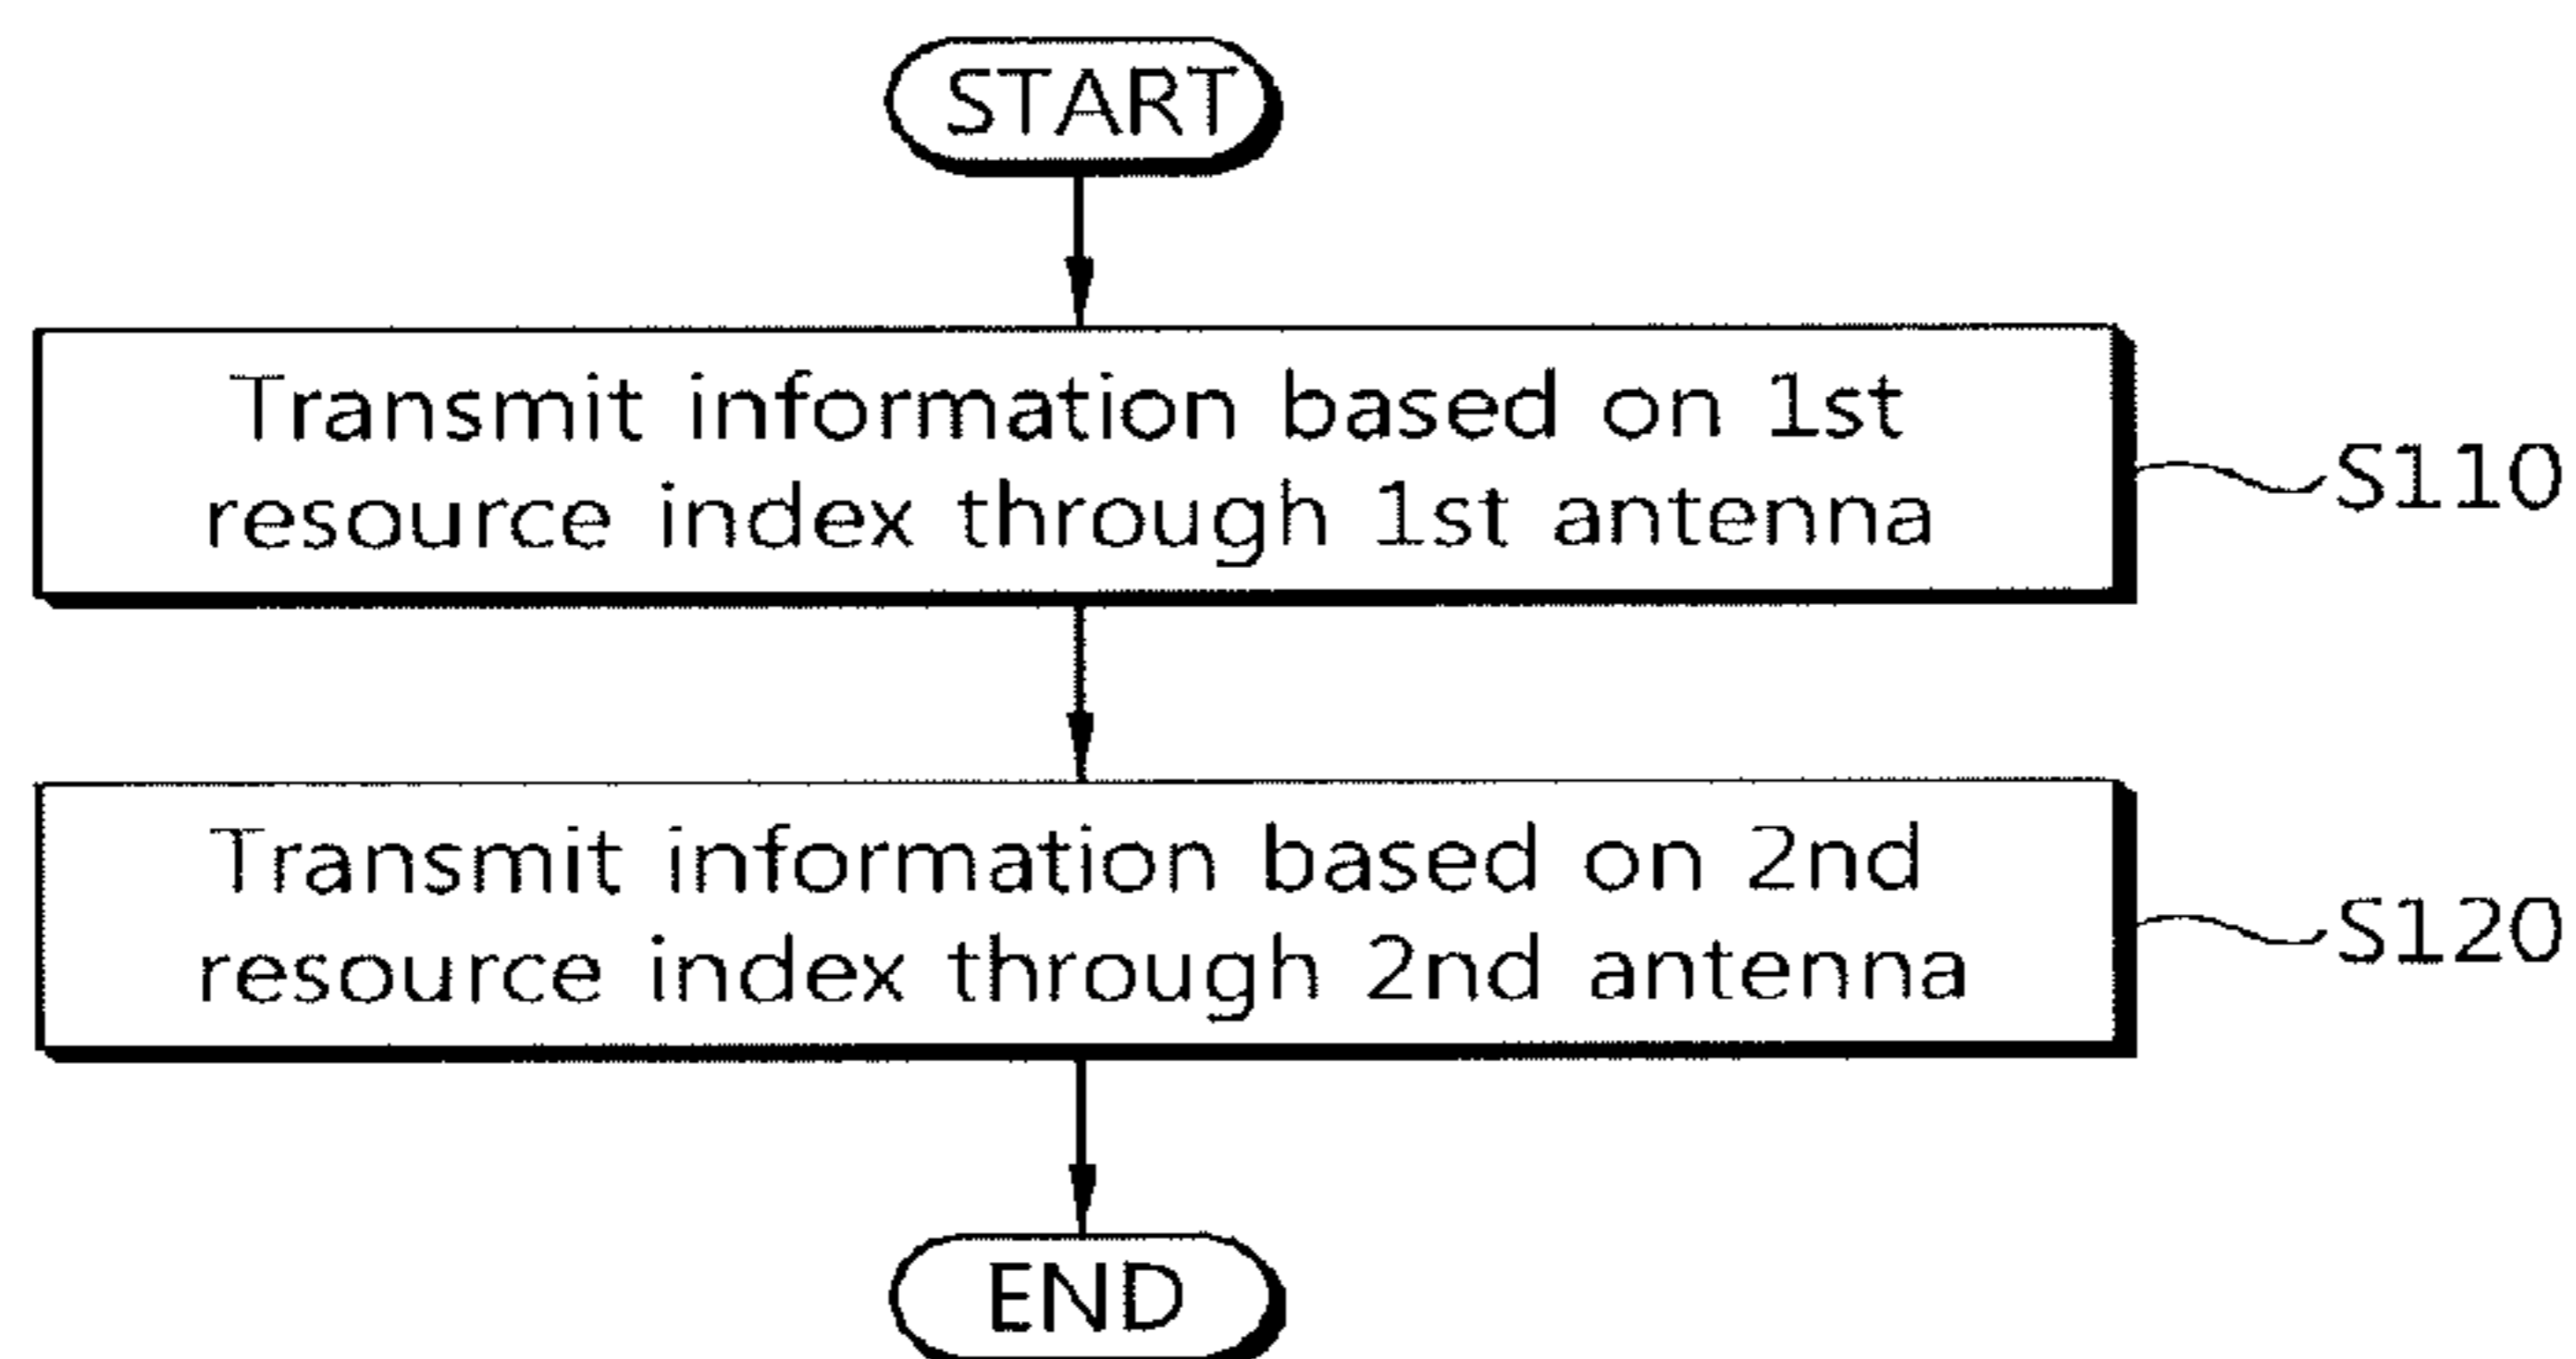 START
Transmit information based on 1st
resource index through 1st antenna
S110
Transmit information based on 2nd
resource index through 2nd antenna
S120
END